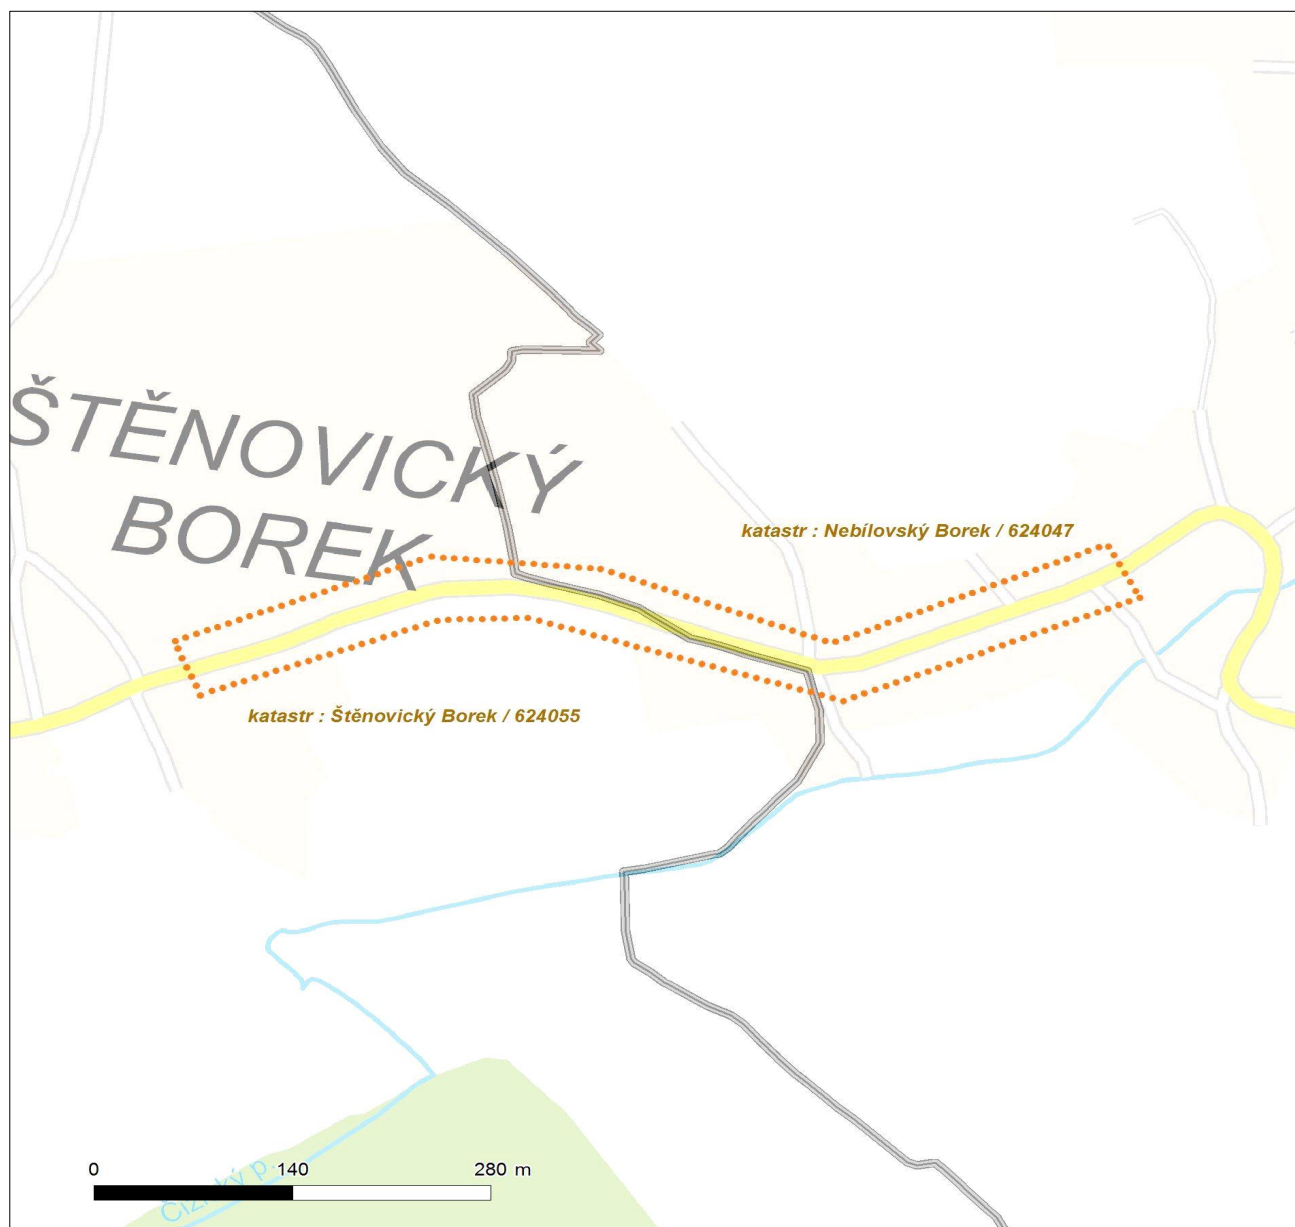 ŠTĚNOVICKÝ
BOREK
katastr : Nebílovský Borek / 624047
katastr : Štěnovický Borek / 624055
0 140 280 m
p.